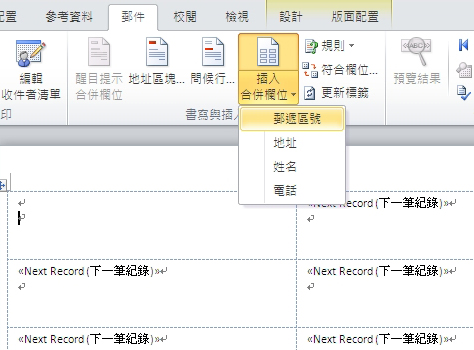 配置 參考資料 郵件 校閱 檢視 設計 版面配置
編輯
收件者清單
醒目提示
合併欄位
地址區塊...
問候行...
插入
合併欄位
規則
符合欄位...
更新標籤
<ABC>
預覽結果
印
書寫與插
郵遞區號
地址
姓名
電話
«Next Record (下一筆紀錄)»
«Next Record (下一筆紀錄)»
«Next Record (下一筆紀錄)»
«Next Record (下一筆紀錄)»
«Next Record (下一筆紀錄)»